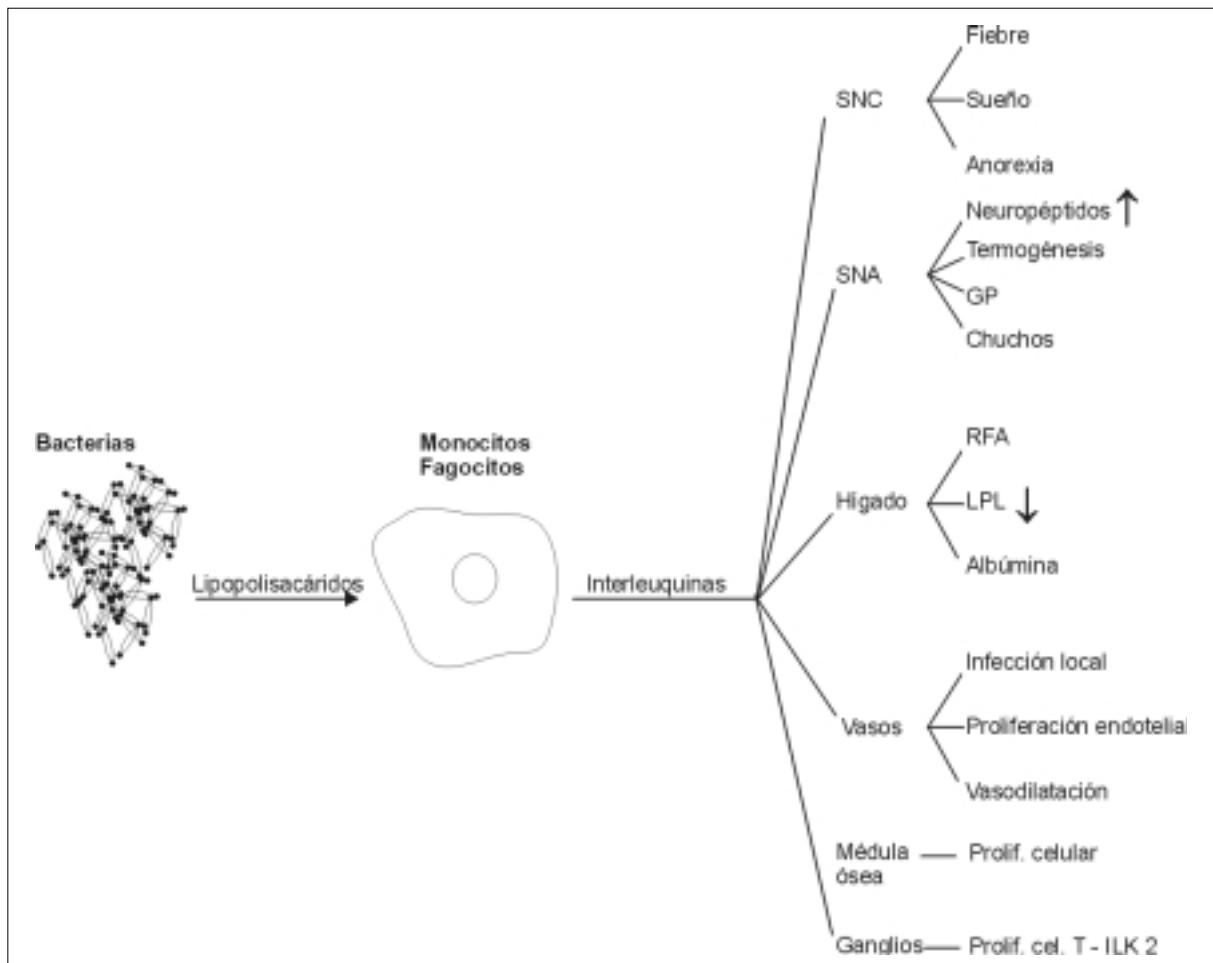 Bacterias
Lipopolisacáridos
Monocitos
Fagocitos
Interleuquinas
SNC
Fiebre
Sueño
Anorexia
SNA
Neuropéptidos ↑
Termogénesis
GP
Chuchos
Hígado
RFA
LPL ↓
Albúmina
Vasos
Infección local
Proliferación endotelial
Vasodilatación
Médula
ósea
Prolif. celular
Ganglios
Prolif. cel. T - ILK 2